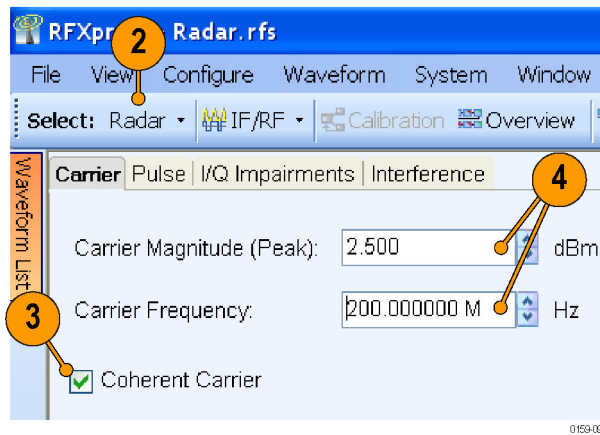 RFXpr Radar.rfs
2
File View Configure Waveform System Window
Select: Radar IF/RF Calibration Overview
Waveform List
Carrier Pulse I/Q Impairments Interference
4
Carrier Magnitude (Peak): 2.500 dBm
3
Carrier Frequency: 200.000000 M Hz
Coherent Carrier